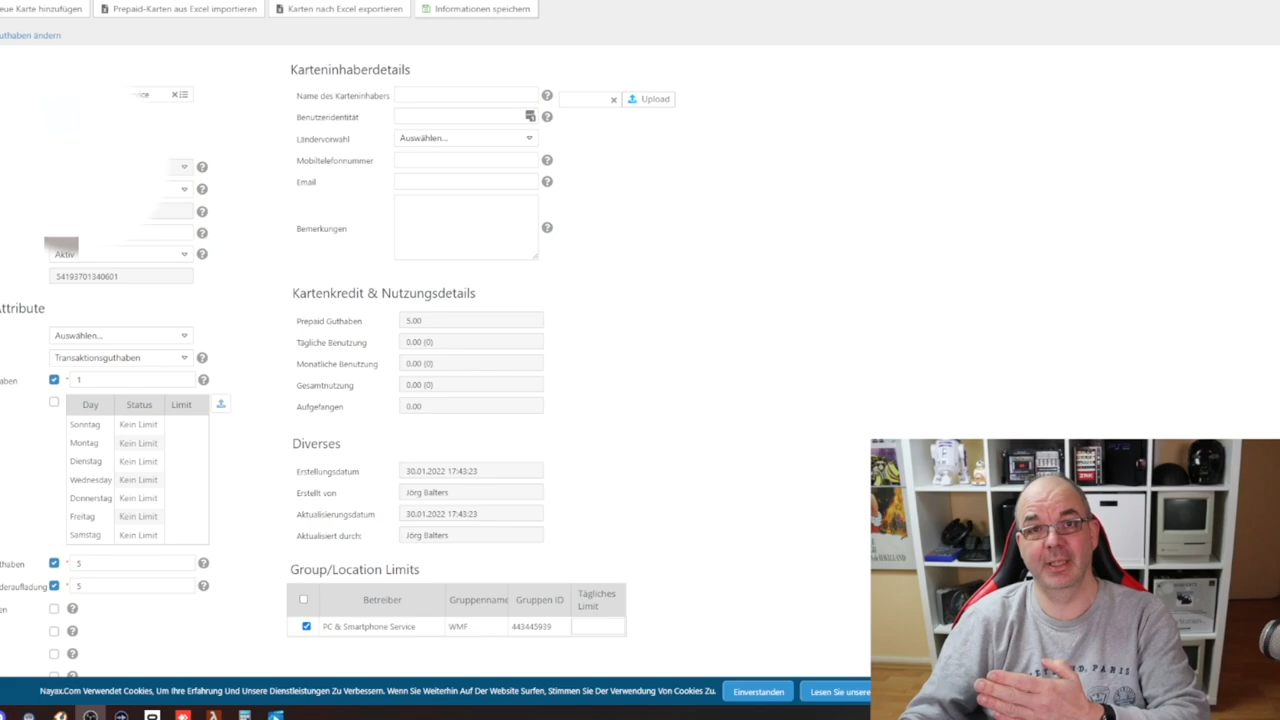 eue Karte hinzufügen
Prepaid-Karten aus Excel importieren
Karten nach Excel exportieren
Informationen speichern
uthaben ändern
Karteninhaberdetails
Name des Karteninhabers
Upload
Benutzeridentität
Ländervorwahl
Auswählen...
Mobiltelefonnummer
Email
Bemerkungen
Aktiv
54193701340601
Attribute
Auswählen...
Transaktionsguthaben
aben * 1
Day Status Limit
Sonntag Kein Limit
Montag Kein Limit
Dienstag Kein Limit
Wednesday Kein Limit
Donnerstag Kein Limit
Freitag Kein Limit
Samstag Kein Limit
thaben * 5
deraufladung * 5
en
Kartenkredit & Nutzungsdetails
Prepaid Guthaben 5.00
Tägliche Benutzung 0.00 (0)
Monatliche Benutzung 0.00 (0)
Gesamtnutzung 0.00 (0)
Aufgefangen 0.00
Diverses
Erstellungsdatum 30.01.2022 17:43:23
Erstellt von Jörg Balters
Aktualisierungsdatum 30.01.2022 17:43:23
Aktualisiert durch: Jörg Balters
Group/Location Limits
Betreiber Gruppenname Gruppen ID Tägliches Limit
PC & Smartphone Service WMF 443445939
Nayax.Com Verwendet Cookies, Um Ihre Erfahrung Und Unsere Dienstleistungen Zu Verbessern. Wenn Sie Weiterhin Auf Der Website Surfen, Stimmen Sie Der Verwendung Von Cookies Zu.
Einverstanden
Lesen Sie unsere